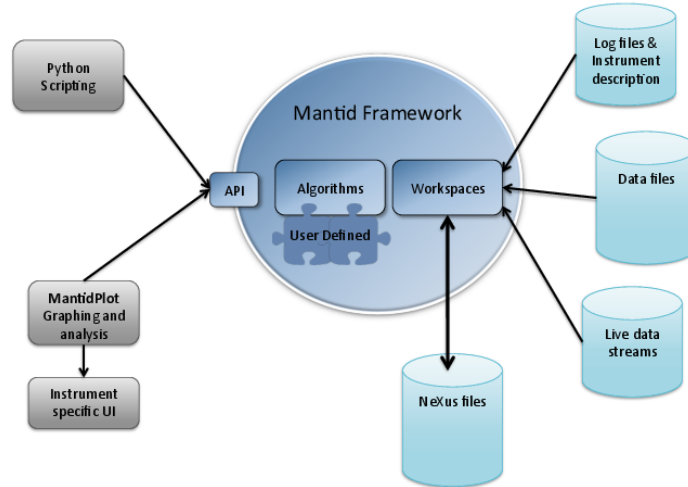 Python
Scripting
Mantid Framework
Log files &
Instrument
description
API
Algorithms
Workspaces
User Defined
Data files
MantidPlot
Graphing and
analysis
Live data
streams
Instrument
specific UI
NeXus files